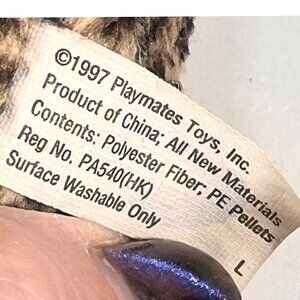 ©1997 Playmates Toys, Inc.
Product of China; All New Materials
Contents: Polyester Fiber, PE Pellets
Reg No. PA540(HK)
Surface Washable Only
L